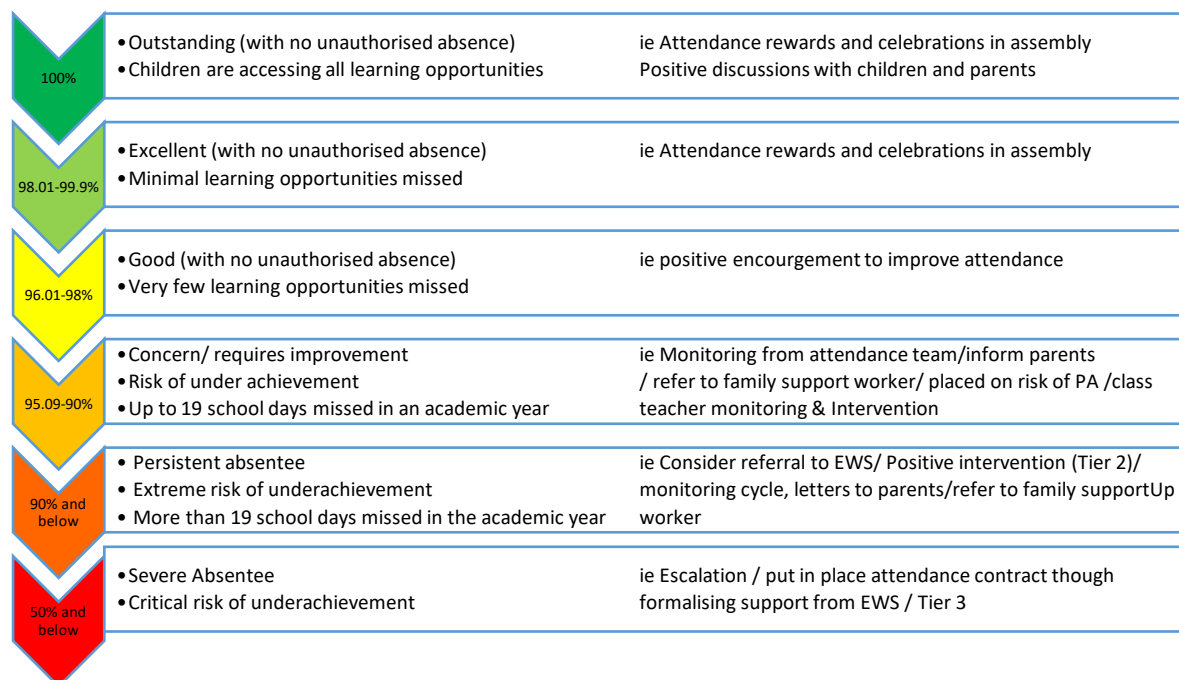 100%
• Outstanding (with no unauthorised absence) ie Attendance rewards and celebrations in assembly
• Children are accessing all learning opportunities Positive discussions with children and parents
98.01-99.9%
• Excellent (with no unauthorised absence) ie Attendance rewards and celebrations in assembly
• Minimal learning opportunities missed
96.01-98%
• Good (with no unauthorised absence) ie positive encourgement to improve attendance
• Very few learning opportunities missed
95.09-90%
• Concern/ requires improvement ie Monitoring from attendance team/inform parents
• Risk of under achievement / refer to family support worker/ placed on risk of PA /class
• Up to 19 school days missed in an academic year teacher monitoring & Intervention
90% and
below
• Persistent absentee ie Consider referral to EWS/ Positive intervention (Tier 2)/
• Extreme risk of underachievement monitoring cycle, letters to parents/refer to family supportUp
• More than 19 school days missed in the academic year worker
50% and
below
• Severe Absentee ie Escalation / put in place attendance contract though
• Critical risk of underachievement formalising support from EWS / Tier 3